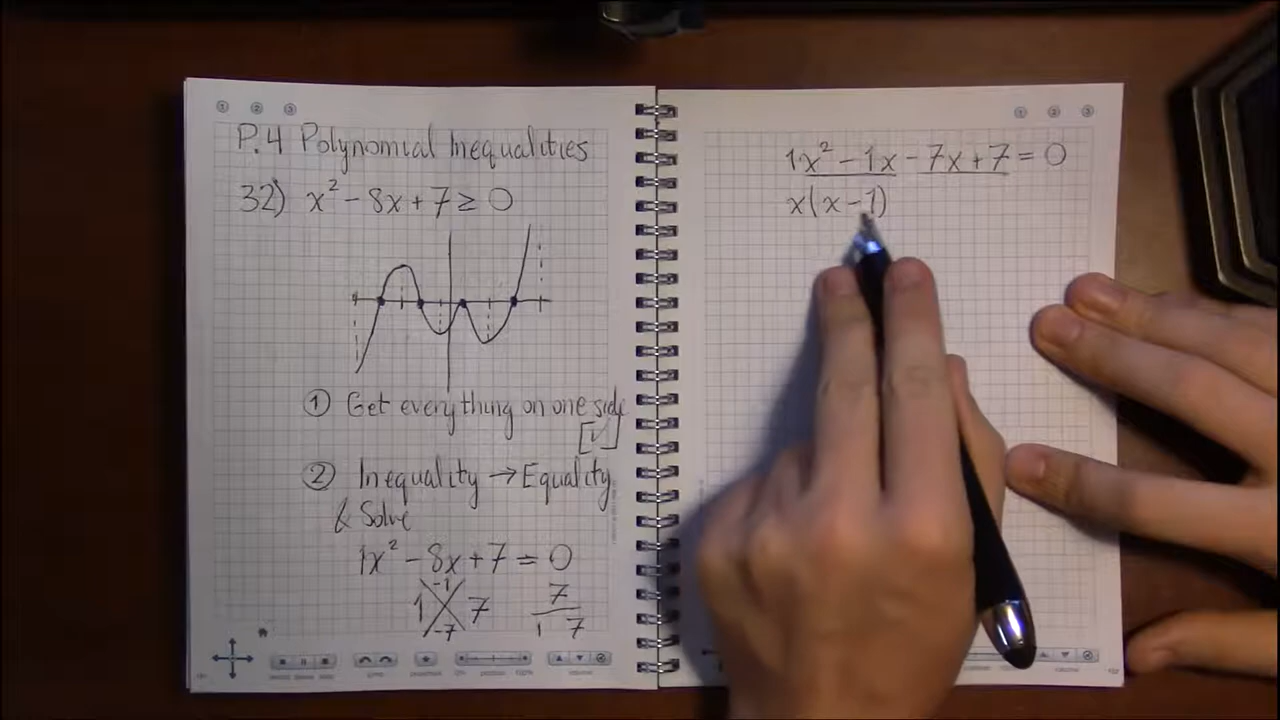 P.4 Polynomial Inequalities
32) x² - 8x + 7 ≥ 0
① Get everything on one side
[✓]
② Inequality → Equality
& Solve
1x² - 8x + 7 = 0
-1
1 7
-7
7
1 7
1x² - 1x - 7x + 7 = 0
x(x - 1)